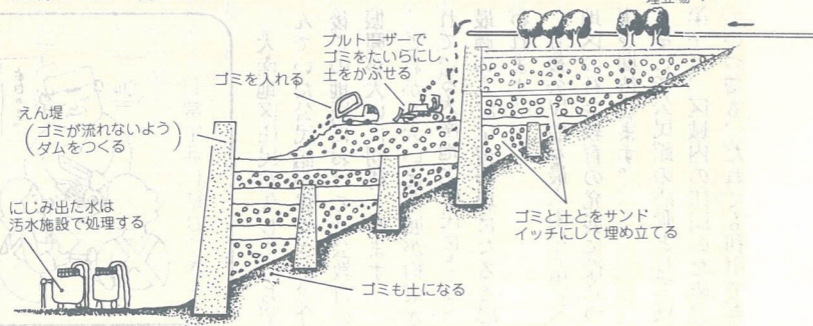 ブルトーザーで
ゴミをたいらにし、
土をかぶせる
ゴミを入れる
えん堤
(ゴミが流れないよう
ダムをつくる)
にじみ出た水は
汚水施設で処理する
ゴミと土とをサンド
イッチにして埋め立てる
ゴミも土になる